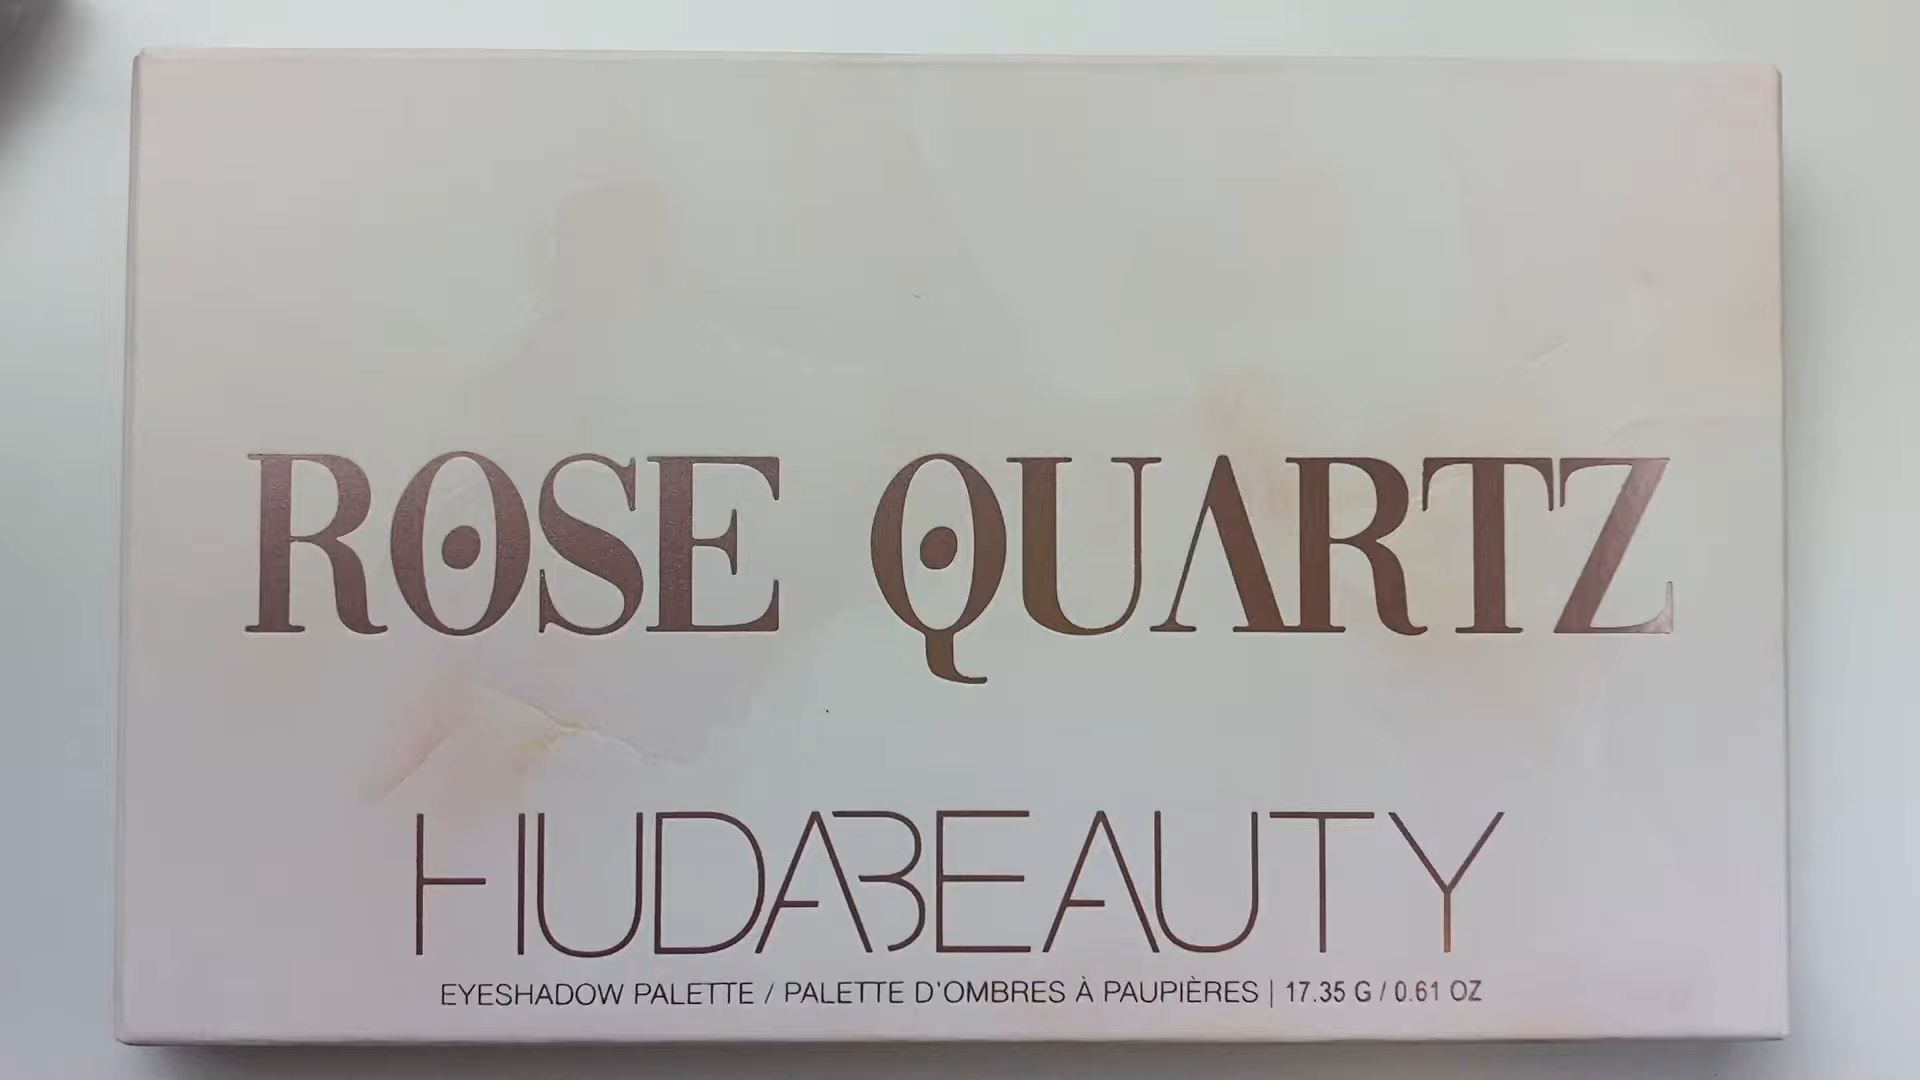 ROSE QUARTZ
HUDABEAUTY
EYESHADOW PALETTE / PALETTE D'OMBRES À PAUPIÈRES | 17.35 G / 0.61 OZ